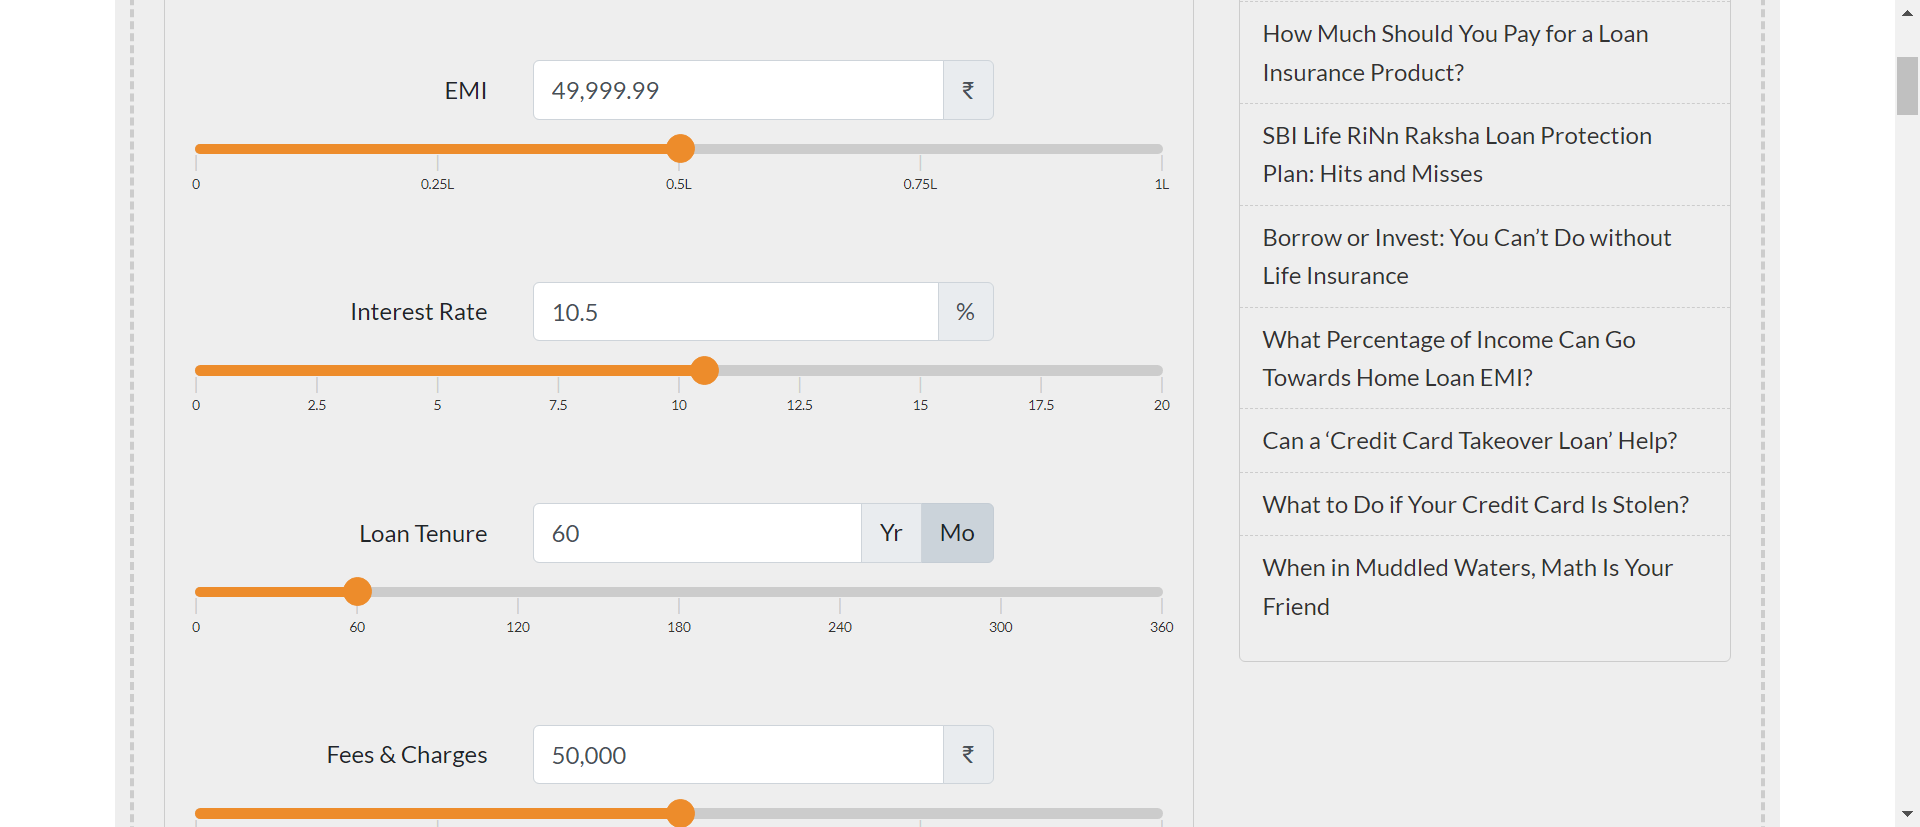 EMI
49,999.99
₹
0
0.25L
0.5L
0.75L
1L
Interest Rate
10.5
%
0
2.5
5
7.5
10
12.5
15
17.5
20
Loan Tenure
60
Yr
Mo
0
60
120
180
240
300
360
Fees & Charges
50,000
₹
How Much Should You Pay for a Loan
Insurance Product?
SBI Life RiNn Raksha Loan Protection
Plan: Hits and Misses
Borrow or Invest: You Can’t Do without
Life Insurance
What Percentage of Income Can Go
Towards Home Loan EMI?
Can a ‘Credit Card Takeover Loan’ Help?
What to Do if Your Credit Card Is Stolen?
When in Muddled Waters, Math Is Your
Friend